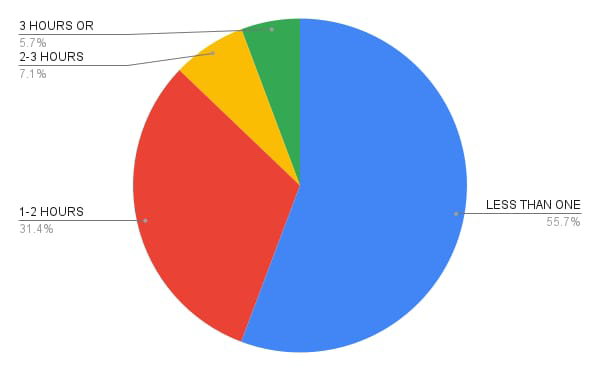 3 HOURS OR
5.7%
2-3 HOURS
7.1%
1-2 HOURS
31.4%
LESS THAN ONE
55.7%